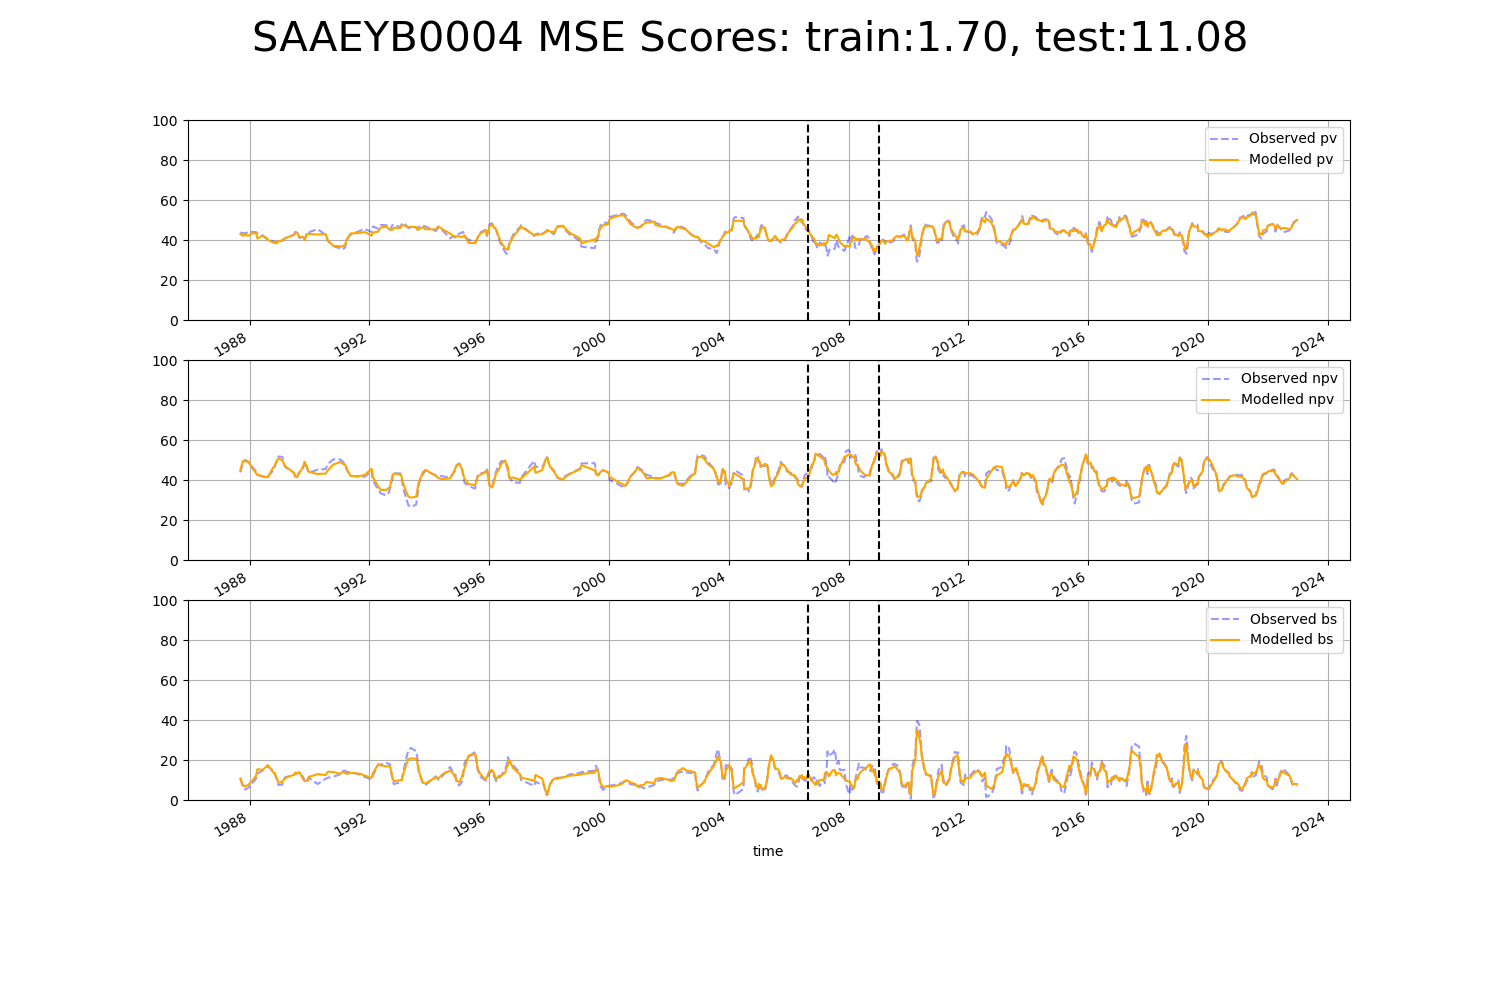 SAAEYB0004 MSE Scores: train:1.70, test:11.08
100
80
60
40
20
0
Observed pv
Modelled pv
1988 1992 1996 2000 2004 2008 2012 2016 2020 2024
100
80
60
40
20
0
Observed npv
Modelled npv
1988 1992 1996 2000 2004 2008 2012 2016 2020 2024
100
80
60
40
20
0
Observed bs
Modelled bs
1988 1992 1996 2000 2004 2008 2012 2016 2020 2024
time